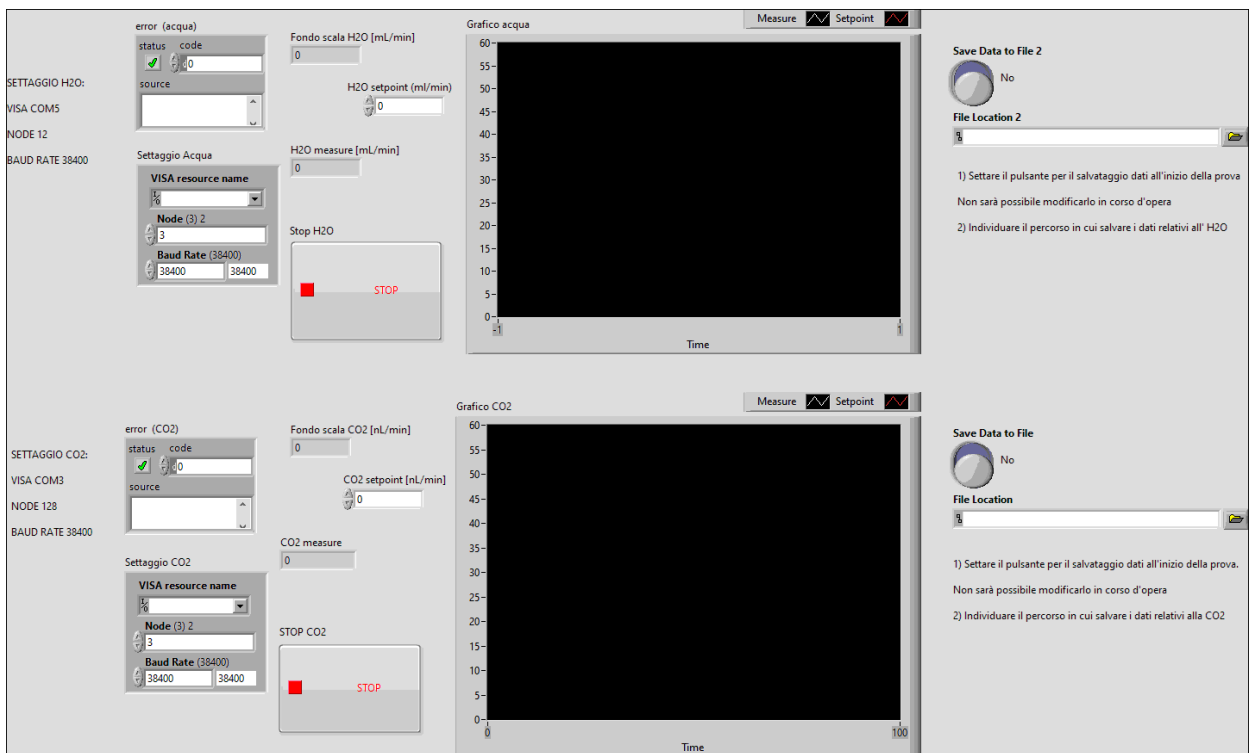 SETTAGGIO H2O:
VISA COM5
NODE 12
BAUD RATE 38400
error (acqua)
status code
0
source
Settaggio Acqua
VISA resource name
Node (3) 2
3
Baud Rate (38400)
38400 38400
Fondo scala H2O [mL/min]
0
H2O setpoint (ml/min)
0
H2O measure [mL/min]
0
Stop H2O
STOP
Grafico acqua
Measure Setpoint
60
55
50
45
40
35
30
25
20
15
10
5
0
-1 1
Time
Save Data to File 2
No
File Location 2
1) Settare il pulsante per il salvataggio dati all'inizio della prova
Non sarà possibile modificarlo in corso d'opera
2) Individuare il percorso in cui salvare i dati relativi all' H2O
SETTAGGIO CO2:
VISA COM3
NODE 128
BAUD RATE 38400
error (CO2)
status code
0
source
Settaggio CO2
VISA resource name
Node (3) 2
3
Baud Rate (38400)
38400 38400
Fondo scala CO2 [nL/min]
0
CO2 setpoint [nL/min]
0
CO2 measure
0
STOP CO2
STOP
Grafico CO2
Measure Setpoint
60
55
50
45
40
35
30
25
20
15
10
5
0
0 100
Time
Save Data to File
No
File Location
1) Settare il pulsante per il salvataggio dati all'inizio della prova.
Non sarà possibile modificarlo in corso d'opera
2) Individuare il percorso in cui salvare i dati relativi alla CO2